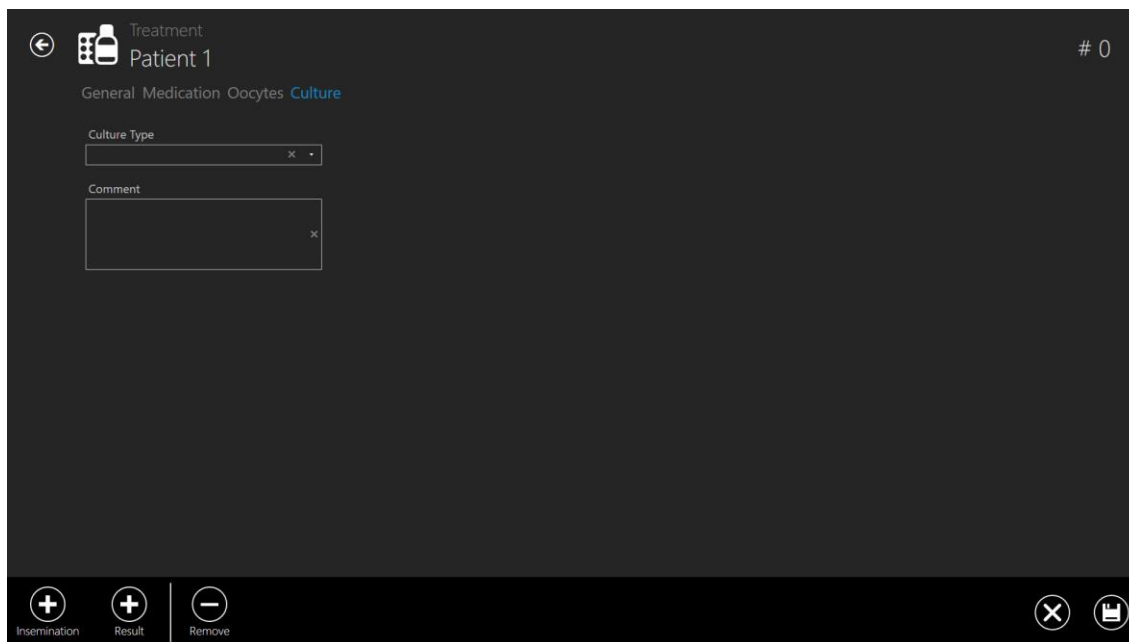 Treatment
Patient 1
# 0
General Medication Oocytes Culture
Culture Type
Comment
Insemination Result Remove